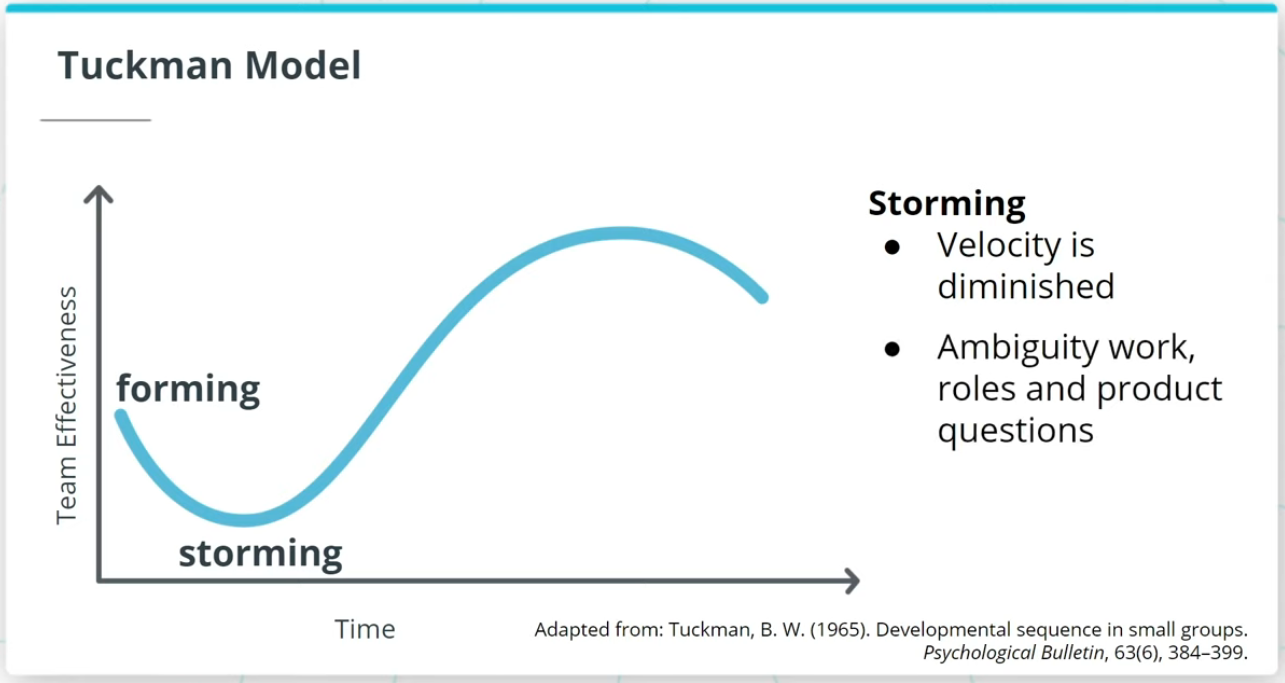 Tuckman Model
Team Effectiveness
forming
storming
Time
Storming
● Velocity is
diminished
● Ambiguity work,
roles and product
questions
Adapted from: Tuckman, B. W. (1965). Developmental sequence in small groups.
Psychological Bulletin, 63(6), 384–399.